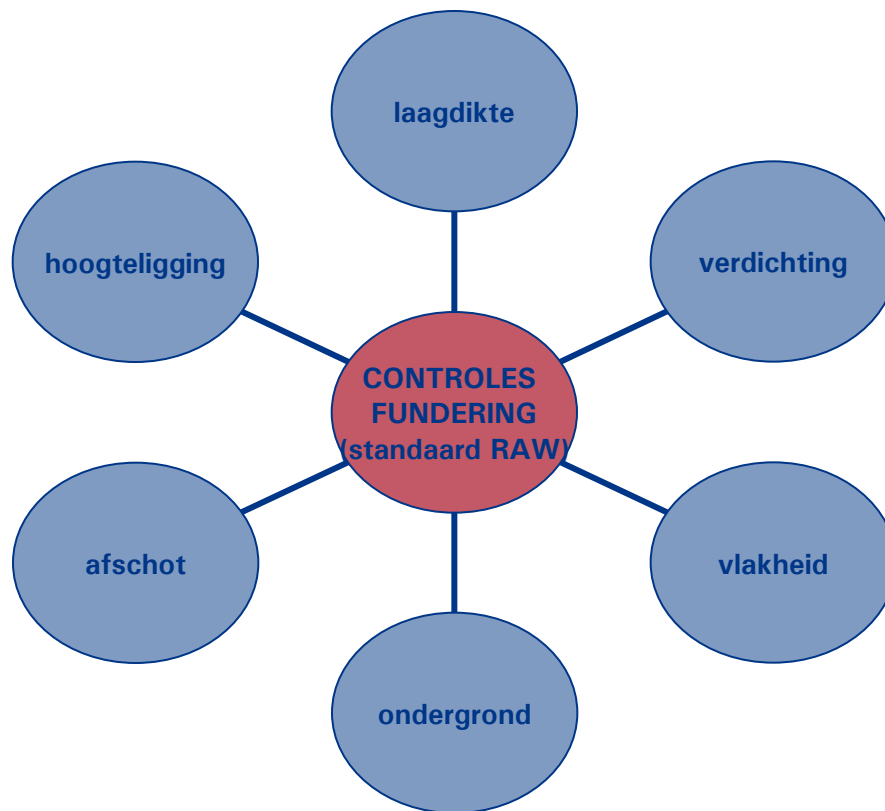 laagdikte
hoogteligging
verdichting
CONTROLES
FUNDERING
(standaard RAW)
afschot
vlakheid
ondergrond